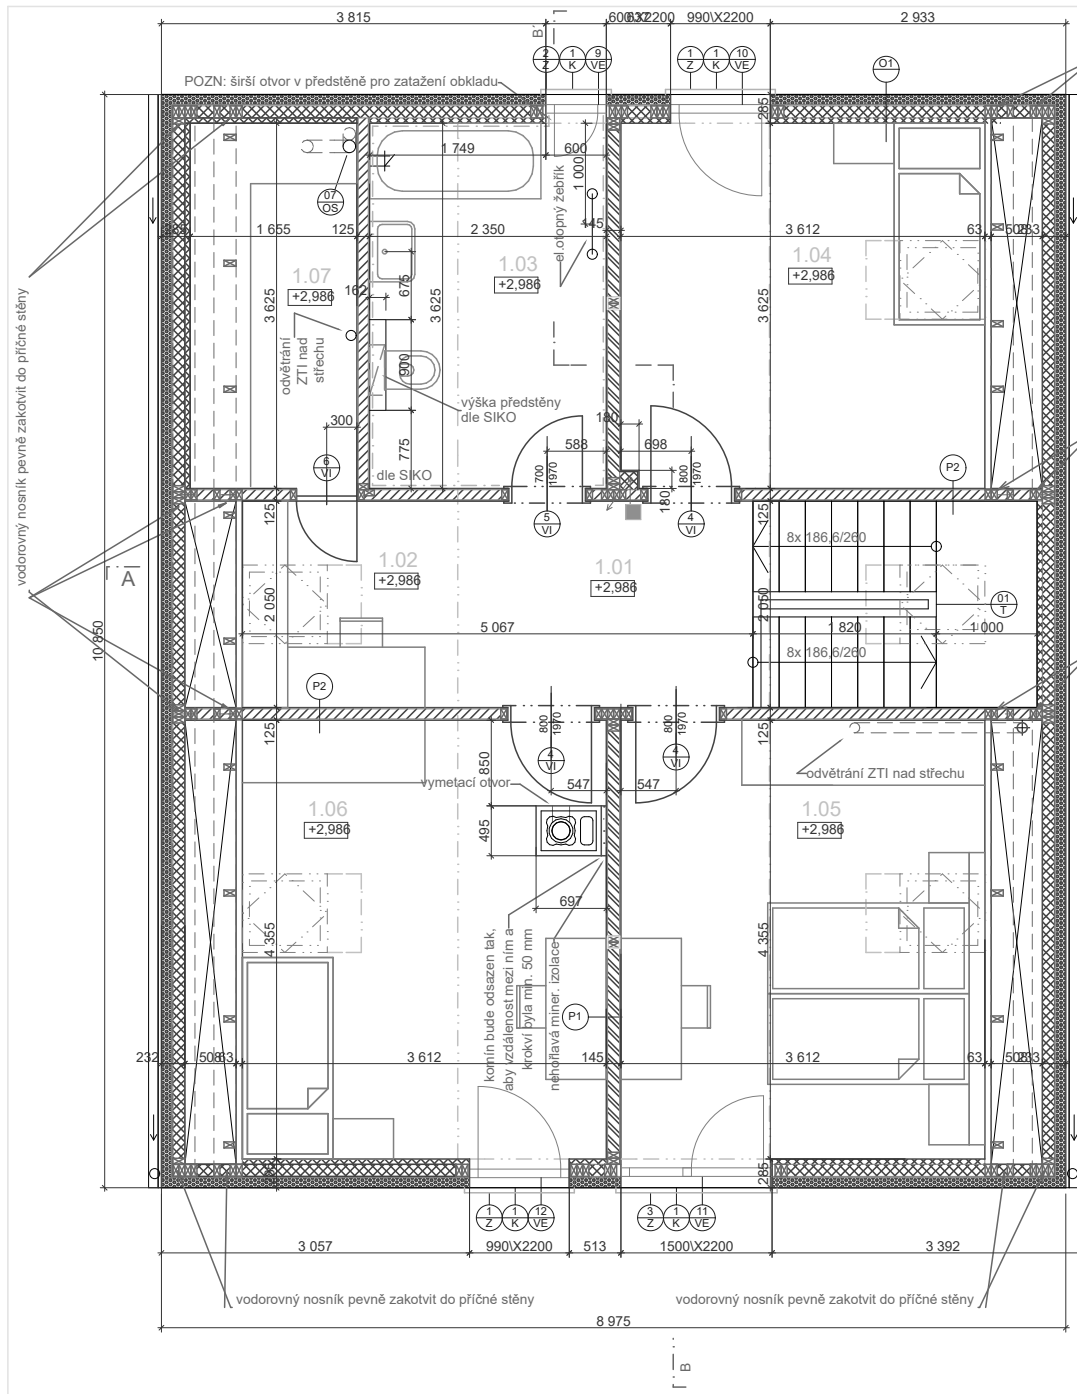 3 815
600\X2200
637
990\X2200
2 933
B'
2
Z
1
K
9
VE
1
Z
1
K
10
VE
O1
POZN: širší otvor v předstěně pro zatažení obkladu
285
1 749
600
1 000
07
OS
el.otopný žebřík
1 655
125
2 350
145
3 612
63
508
233
1.07
+2,986
1.03
+2,986
1.04
+2,986
162
675
3 625
3 625
3 625
odvětrání
ZTI nad
střechu
900
výška předstěny
dle SIKO
vodorovný nosník pevně zakotvit do příčné stěny
300
180
588
698
775
6
VI
dle SIKO
700
1970
800
1970
180
P2
5
VI
4
VI
125
125
8x 186,6/260
1.02
+2,986
1.01
+2,986
A
2 050
2 050
01
T
10 850
5 067
1 820
1 000
8x 186,6/260
P2
125
800
1970
800
1970
125
4
VI
4
VI
850
vymetací otvor
547
547
odvětrání ZTI nad střechu
1.06
+2,986
1.05
+2,986
495
697
4 355
4 355
komín bude odsazen tak,
aby vzdálenost mezi ním a
krokví byla min. 50 mm
nehořlavá miner. izolace
P1
232
508
63
3 612
145
3 612
63
508
233
285
1
Z
1
K
12
VE
3
Z
1
K
11
VE
3 057
990\X2200
513
1500\X2200
3 392
vodorovný nosník pevně zakotvit do příčné stěny
vodorovný nosník pevně zakotvit do příčné stěny
8 975
B